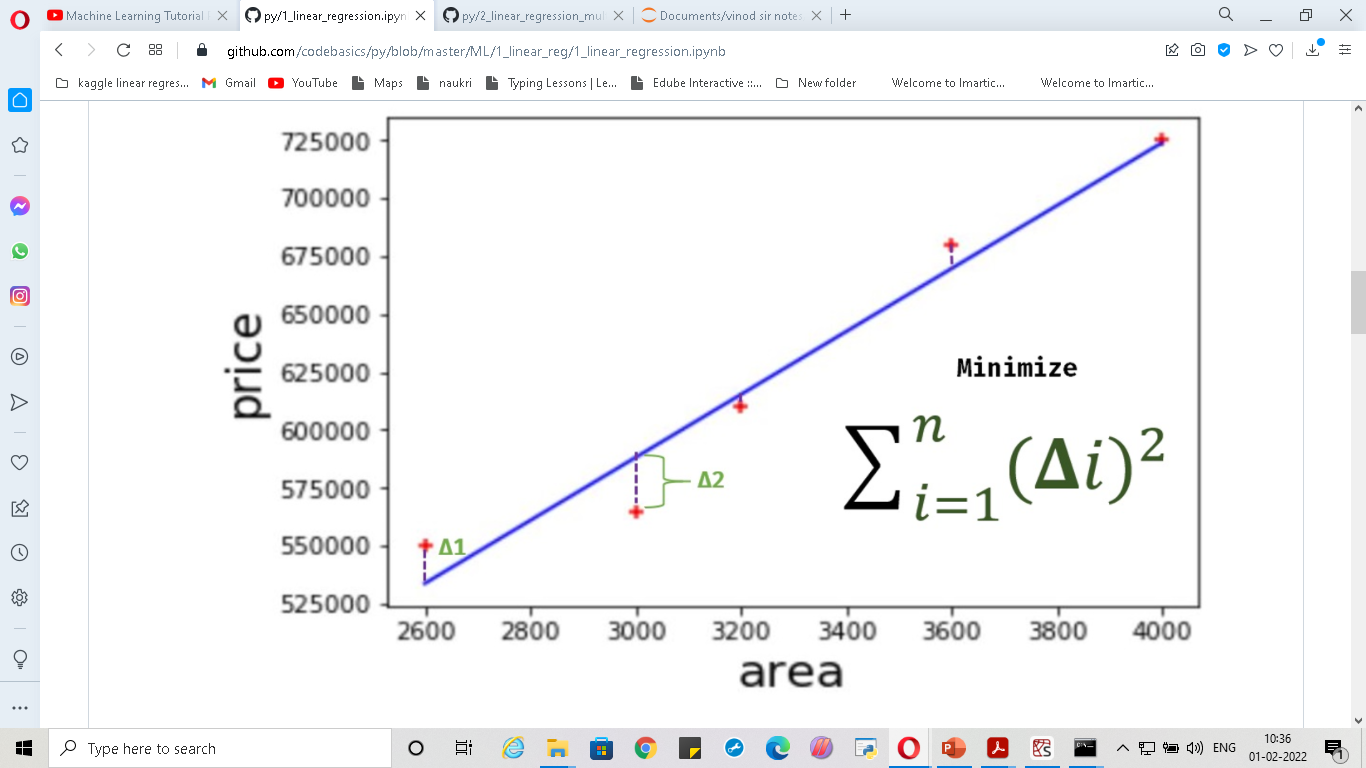 Machine Learning Tutorial
py/1_linear_regression.ipyn
py/2_linear_regression_mul
Documents/vinod sir notes
github.com/codebasics/py/blob/master/ML/1_linear_reg/1_linear_regression.ipynb
kaggle linear regres...
Gmail
YouTube
Maps
naukri
Typing Lessons | Le...
Edube Interactive ::...
New folder
Welcome to Imartic...
Welcome to Imartic...
725000
700000
675000
650000
625000
600000
575000
550000
525000
price
Minimize
∑ⁿᵢ₌₁(Δi)²
Δ2
Δ1
2600 2800 3000 3200 3400 3600 3800 4000
area
Type here to search
ENG
10:36
01-02-2022
1